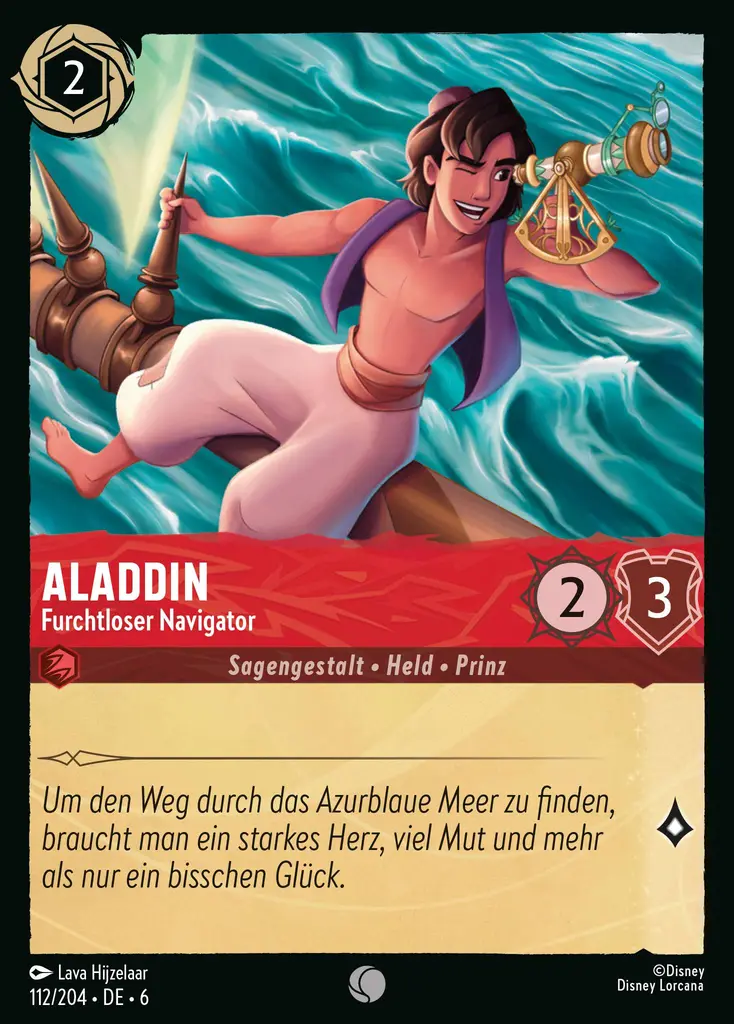 2
ALADDIN
Furchtloser Navigator
2
3
Sagengestalt • Held • Prinz
Um den Weg durch das Azurblaue Meer zu finden,
braucht man ein starkes Herz, viel Mut und mehr
als nur ein bisschen Glück.
Lava Hijzelaar
112/204 • DE • 6
©Disney
Disney Lorcana